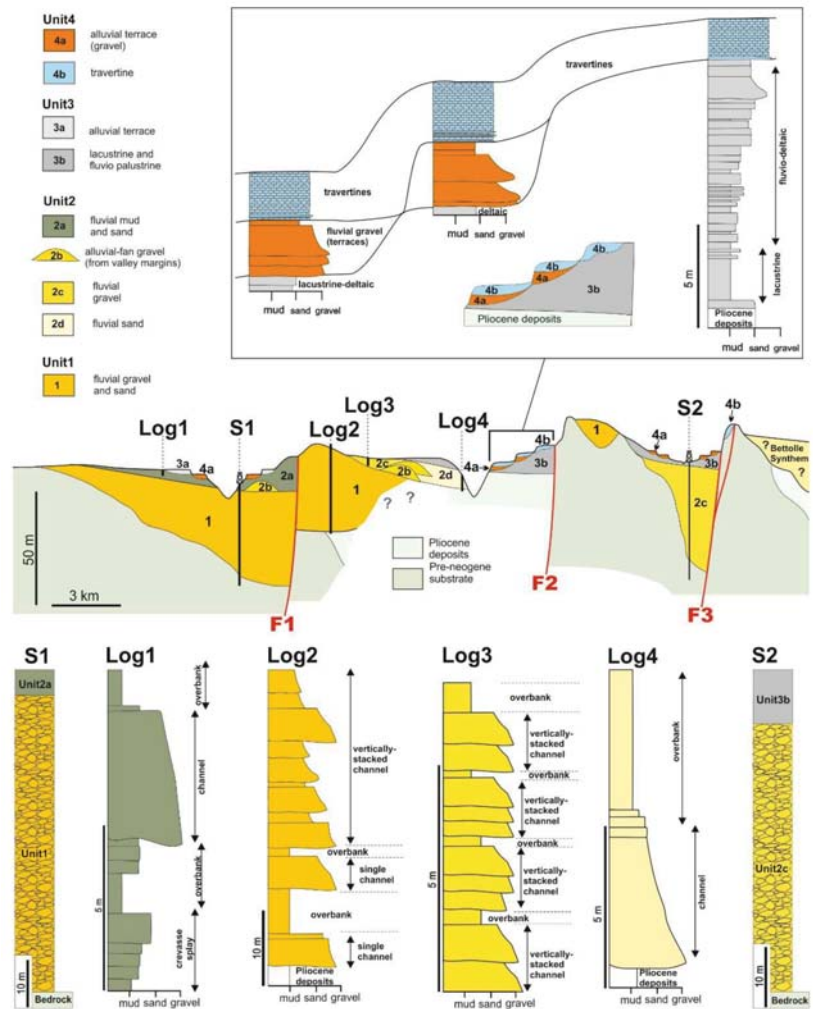 Unit4
4a
alluvial terrace
(gravel)
4b
travertine
Unit3
3a
alluvial terrace
3b
lacustrine and
fluvio palustrine
Unit2
2a
fluvial mud
and sand
2b
alluvial-fan gravel
(from valley margins)
2c
fluvial
gravel
2d
fluvial sand
Unit1
1
fluvial gravel
and sand
travertines
fluvial gravel
(terraces)
lacustrine-deltaic
mud sand gravel
travertines
deltaic
mud sand gravel
4b
4b
4a
4b
4a
3b
Pliocene deposits
fluvio-deltaic
lacustrine
5 m
Pliocene
deposits
mud sand gravel
Log1
S1
Log2
Log3
Log4
S2
4b
3a
4a
2b
2a
2c
2b
2d
4a
4b
3b
1
4a
3b
2c
? Bettolle
Synthem ?
?
1
1
? ?
50 m
3 km
Pliocene
deposits
Pre-neogene
substrate
F1
F2
F3
S1
Unit2a
Unit1
10 m
Bedrock
Log1
overbank
channel
overbank
crevasse
splay
5 m
mud sand gravel
Log2
vertically-
stacked
channel
overbank
single
channel
overbank
single
channel
10 m
Pliocene
deposits
mud sand gravel
Log3
overbank
vertically-
stacked
channel
overbank
vertically-
stacked
channel
overbank
vertically-
stacked
channel
overbank
vertically-
stacked
channel
5 m
mud sand gravel
Log4
overbank
channel
5 m
Pliocene
deposits
mud sand gravel
S2
Unit3b
Unit2c
10 m
Bedrock